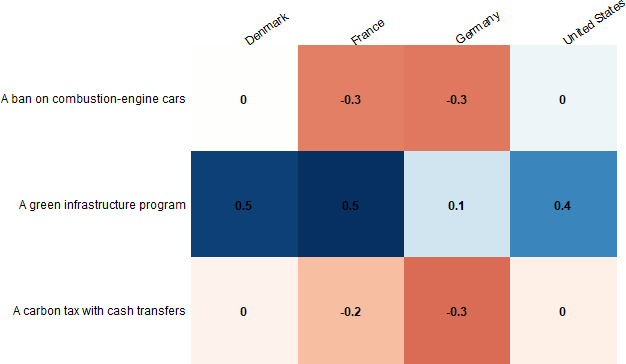 Denmark
France
Germany
United States
A ban on combustion-engine cars
0
-0.3
-0.3
0
A green infrastructure program
0.5
0.5
0.1
0.4
A carbon tax with cash transfers
0
-0.2
-0.3
0